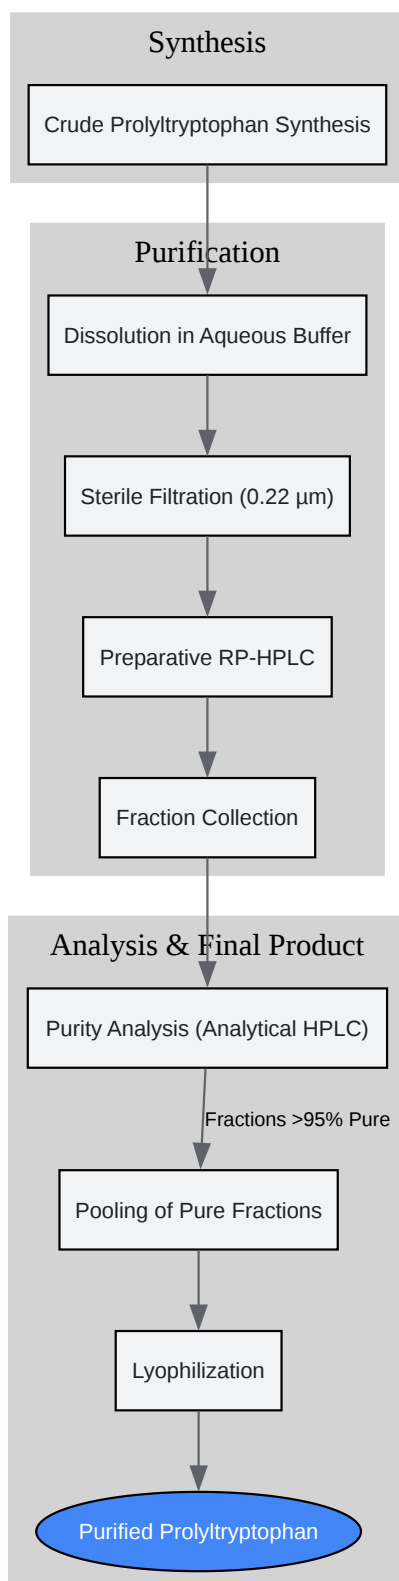 Synthesis
Crude Prolyltryptophan Synthesis
Purification
Dissolution in Aqueous Buffer
Sterile Filtration (0.22 µm)
Preparative RP-HPLC
Fraction Collection
Analysis & Final Product
Purity Analysis (Analytical HPLC)
Fractions >95% Pure
Pooling of Pure Fractions
Lyophilization
Purified Prolyltryptophan